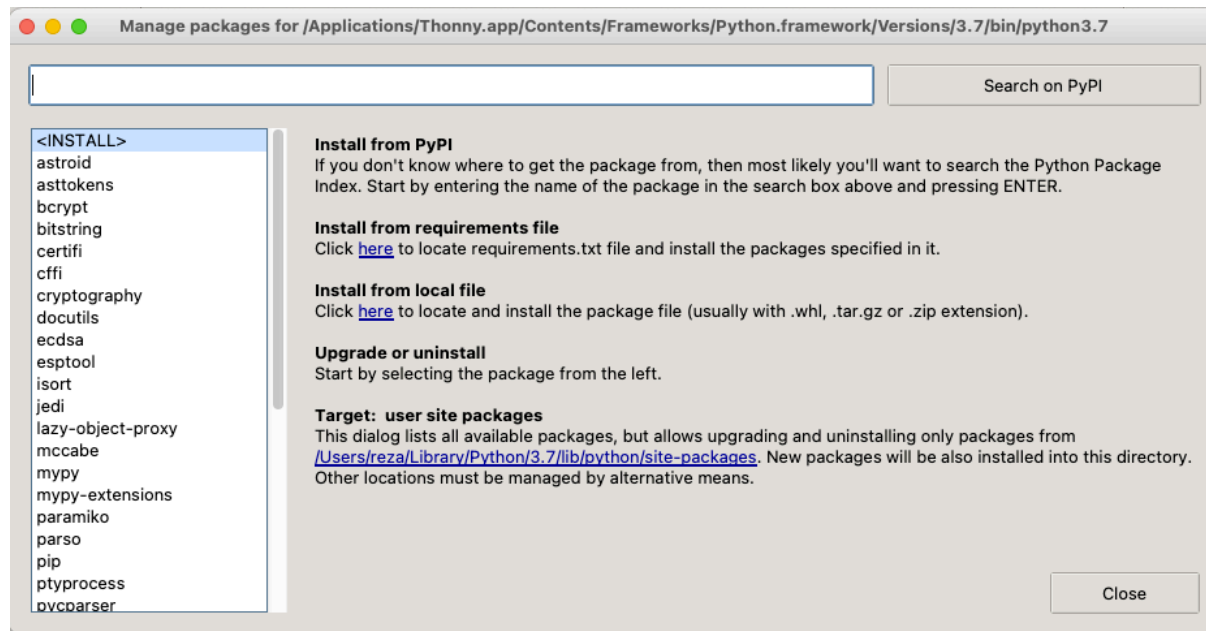 Manage packages for /Applications/Thonny.app/Contents/Frameworks/Python.framework/Versions/3.7/bin/python3.7
Search on PyPI
<INSTALL>
astroid
asttokens
bcrypt
bitstring
certifi
cffi
cryptography
docutils
ecdsa
esptool
isort
jedi
lazy-object-proxy
mccabe
mypy
mypy-extensions
paramiko
parso
pip
ptyprocess
pycparser
Install from PyPI
If you don't know where to get the package from, then most likely you'll want to search the Python Package
Index. Start by entering the name of the package in the search box above and pressing ENTER.
Install from requirements file
Click here to locate requirements.txt file and install the packages specified in it.
Install from local file
Click here to locate and install the package file (usually with .whl, .tar.gz or .zip extension).
Upgrade or uninstall
Start by selecting the package from the left.
Target:  user site packages
This dialog lists all available packages, but allows upgrading and uninstalling only packages from
/Users/reza/Library/Python/3.7/lib/python/site-packages. New packages will be also installed into this directory.
Other locations must be managed by alternative means.
Close